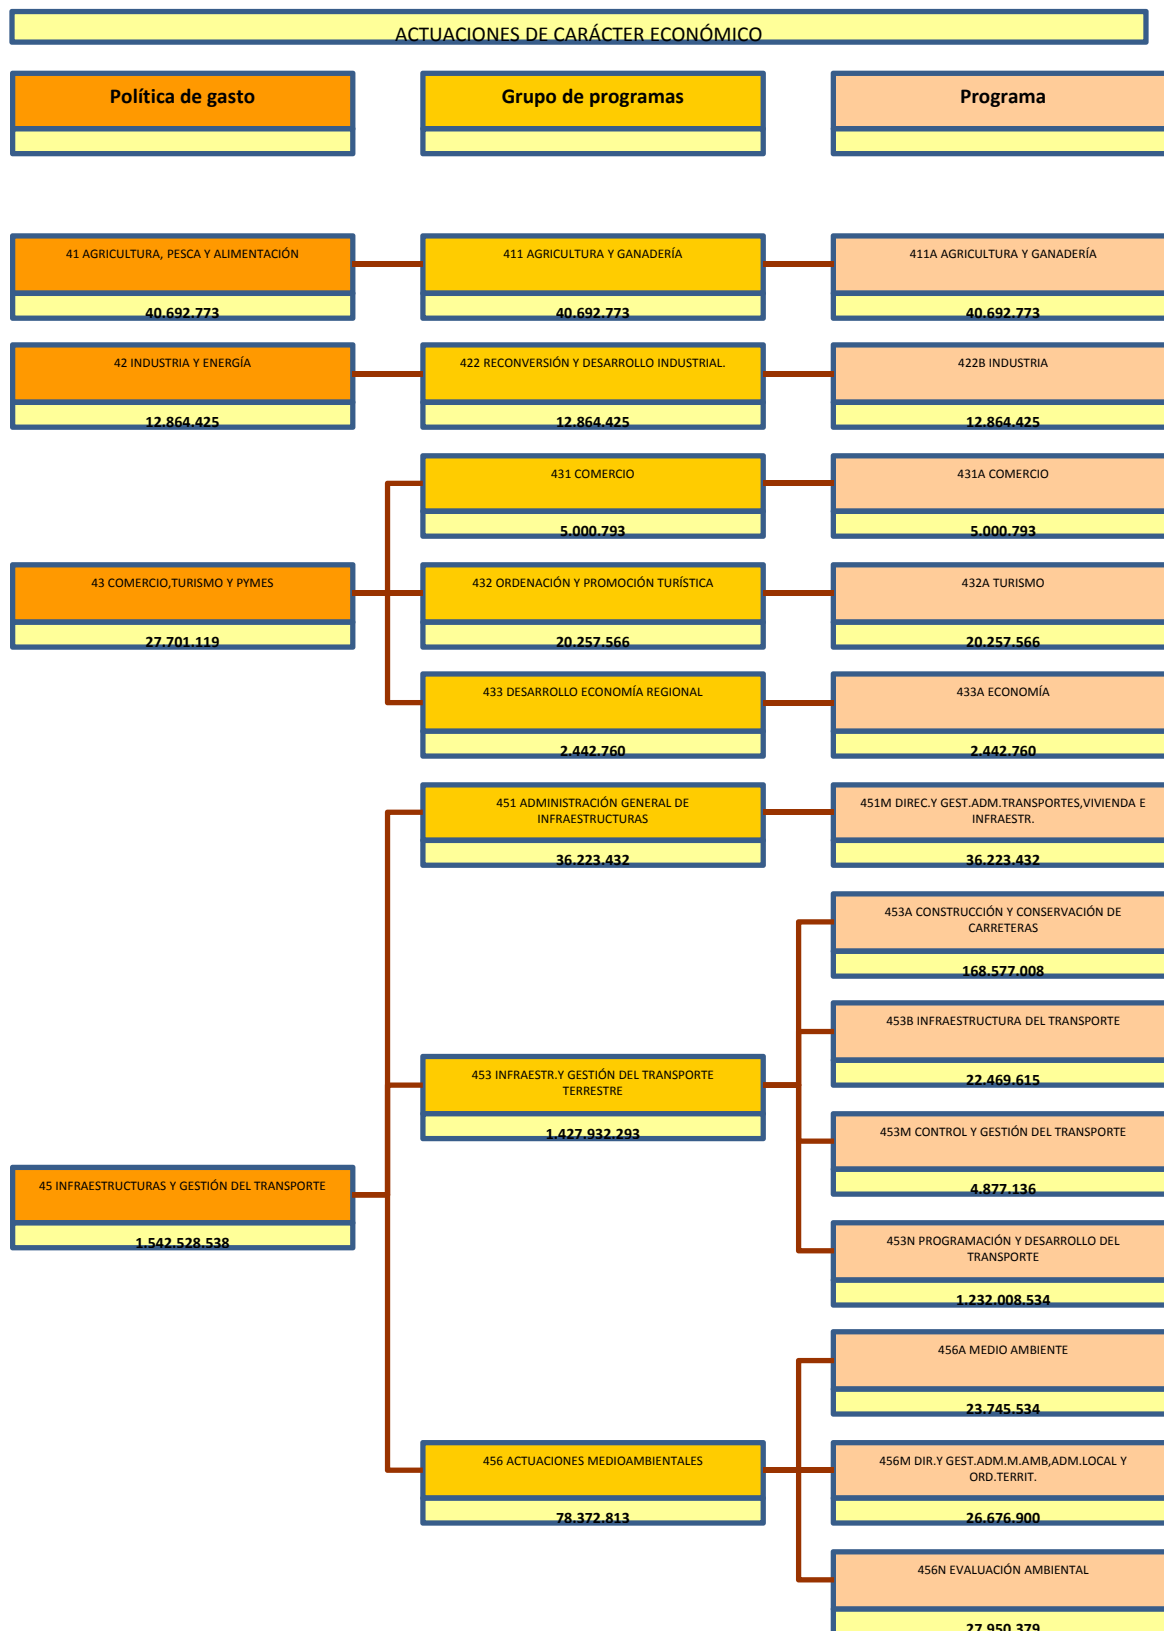 ACTUACIONES DE CARÁCTER ECONÓMICO
Política de gasto
Grupo de programas
Programa
41 AGRICULTURA, PESCA Y ALIMENTACIÓN
40.692.773
411 AGRICULTURA Y GANADERÍA
40.692.773
411A AGRICULTURA Y GANADERÍA
40.692.773
42 INDUSTRIA Y ENERGÍA
12.864.425
422 RECONVERSIÓN Y DESARROLLO INDUSTRIAL.
12.864.425
422B INDUSTRIA
12.864.425
43 COMERCIO,TURISMO Y PYMES
27.701.119
431 COMERCIO
5.000.793
431A COMERCIO
5.000.793
432 ORDENACIÓN Y PROMOCIÓN TURÍSTICA
20.257.566
432A TURISMO
20.257.566
433 DESARROLLO ECONOMÍA REGIONAL
2.442.760
433A ECONOMÍA
2.442.760
45 INFRAESTRUCTURAS Y GESTIÓN DEL TRANSPORTE
1.542.528.538
451 ADMINISTRACIÓN GENERAL DE
INFRAESTRUCTURAS
36.223.432
451M DIREC.Y GEST.ADM.TRANSPORTES,VIVIENDA E
INFRAESTR.
36.223.432
453 INFRAESTR.Y GESTIÓN DEL TRANSPORTE
TERRESTRE
1.427.932.293
453A CONSTRUCCIÓN Y CONSERVACIÓN DE
CARRETERAS
168.577.008
453B INFRAESTRUCTURA DEL TRANSPORTE
22.469.615
453M CONTROL Y GESTIÓN DEL TRANSPORTE
4.877.136
453N PROGRAMACIÓN Y DESARROLLO DEL
TRANSPORTE
1.232.008.534
456 ACTUACIONES MEDIOAMBIENTALES
78.372.813
456A MEDIO AMBIENTE
23.745.534
456M DIR.Y GEST.ADM.M.AMB,ADM.LOCAL Y
ORD.TERRIT.
26.676.900
456N EVALUACIÓN AMBIENTAL
27.950.379